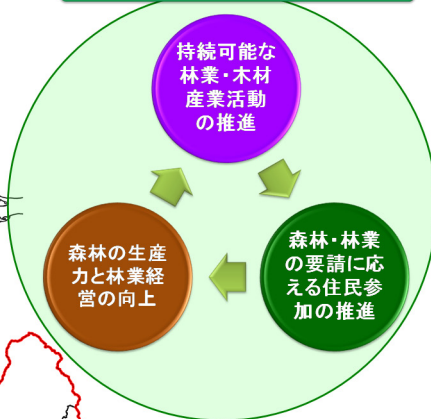 持続可能な
林業・木材
産業活動
の推進
森林・林業
の要請に応
える住民参
加の推進
森林の生産
力と林業経
営の向上